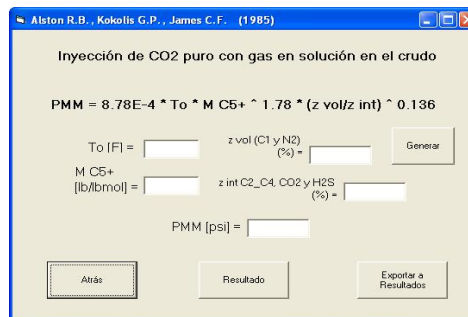 Alston R.B., Kokolis G.P., James C.F. (1985)
Inyección de CO2 puro con gas en solución en el crudo
PMM = 8.78E-4 * To * M C5+ ^ 1.78 * (z vol/z int) ^ 0.136
To [F] =
z vol (C1 y N2)
(%) =
Generar
M C5+
[lb/lbmol] =
z int C2_C4, CO2 y H2S
(%) =
PMM [psi] =
Atrás
Resultado
Exportar a
Resultados